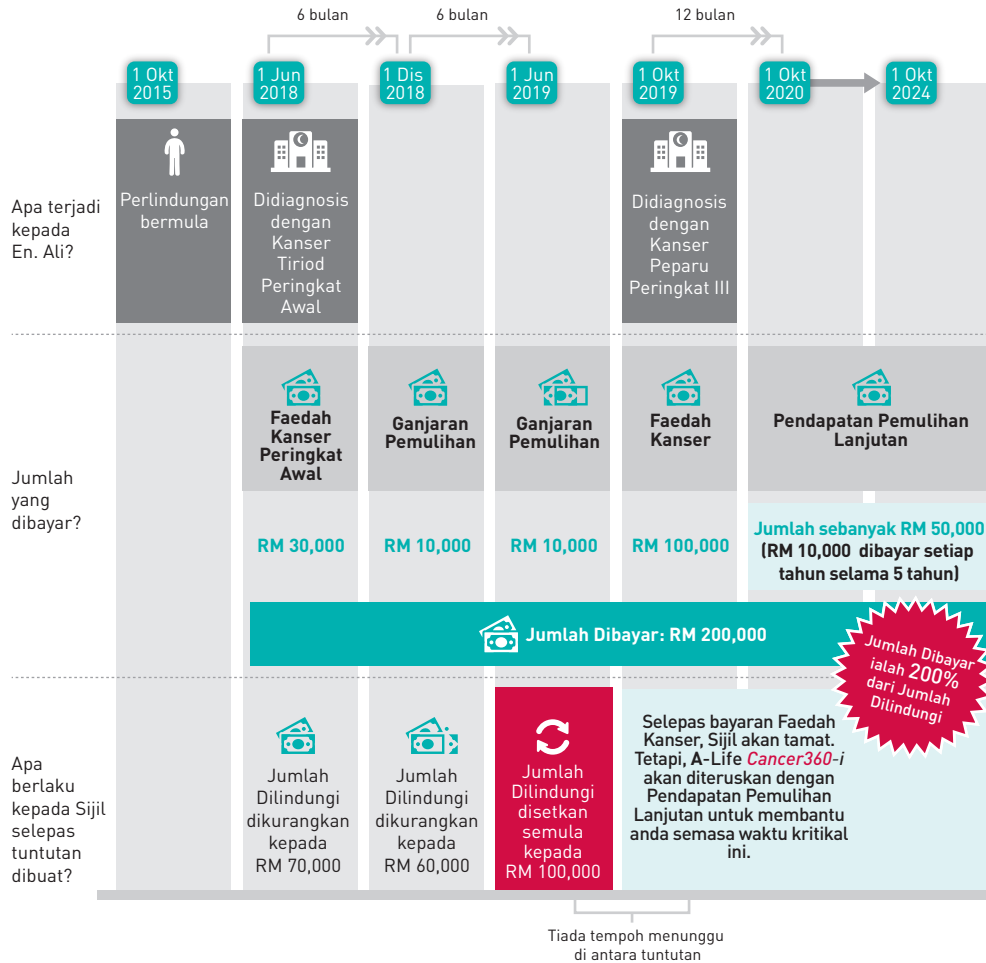 6 bulan
6 bulan
12 bulan
1 Okt
2015
1 Jun
2018
1 Dis
2018
1 Jun
2019
1 Okt
2019
1 Okt
2020
1 Okt
2024
Apa terjadi
kepada
En. Ali?
Perlindungan
bermula
Didiagnosis
dengan
Kanser
Tiriod
Peringkat
Awal
Didiagnosis
dengan
Kanser
Peparu
Peringkat III
Jumlah
yang
dibayar?
Faedah
Kanser
Peringkat
Awal
Ganjaran
Pemulihan
Ganjaran
Pemulihan
Faedah
Kanser
Pendapatan Pemulihan
Lanjutan
RM 30,000
RM 10,000
RM 10,000
RM 100,000
Jumlah sebanyak RM 50,000
(RM 10,000 dibayar setiap
tahun selama 5 tahun)
Jumlah Dibayar: RM 200,000
Jumlah Dibayar
ialah 200%
dari Jumlah
Dilindungi
Apa
berlaku
kepada Sijil
selepas
tuntutan
dibuat?
Jumlah
Dilindungi
dikurangkan
kepada
RM 70,000
Jumlah
Dilindungi
dikurangkan
kepada
RM 60,000
Jumlah
Dilindungi
disetkan
semula
kepada
RM 100,000
Selepas bayaran Faedah
Kanser, Sijil akan tamat.
Tetapi, A-Life Cancer360-i
akan diteruskan dengan
Pendapatan Pemulihan
Lanjutan untuk membantu
anda semasa waktu kritikal
ini.
Tiada tempoh menunggu
di antara tuntutan